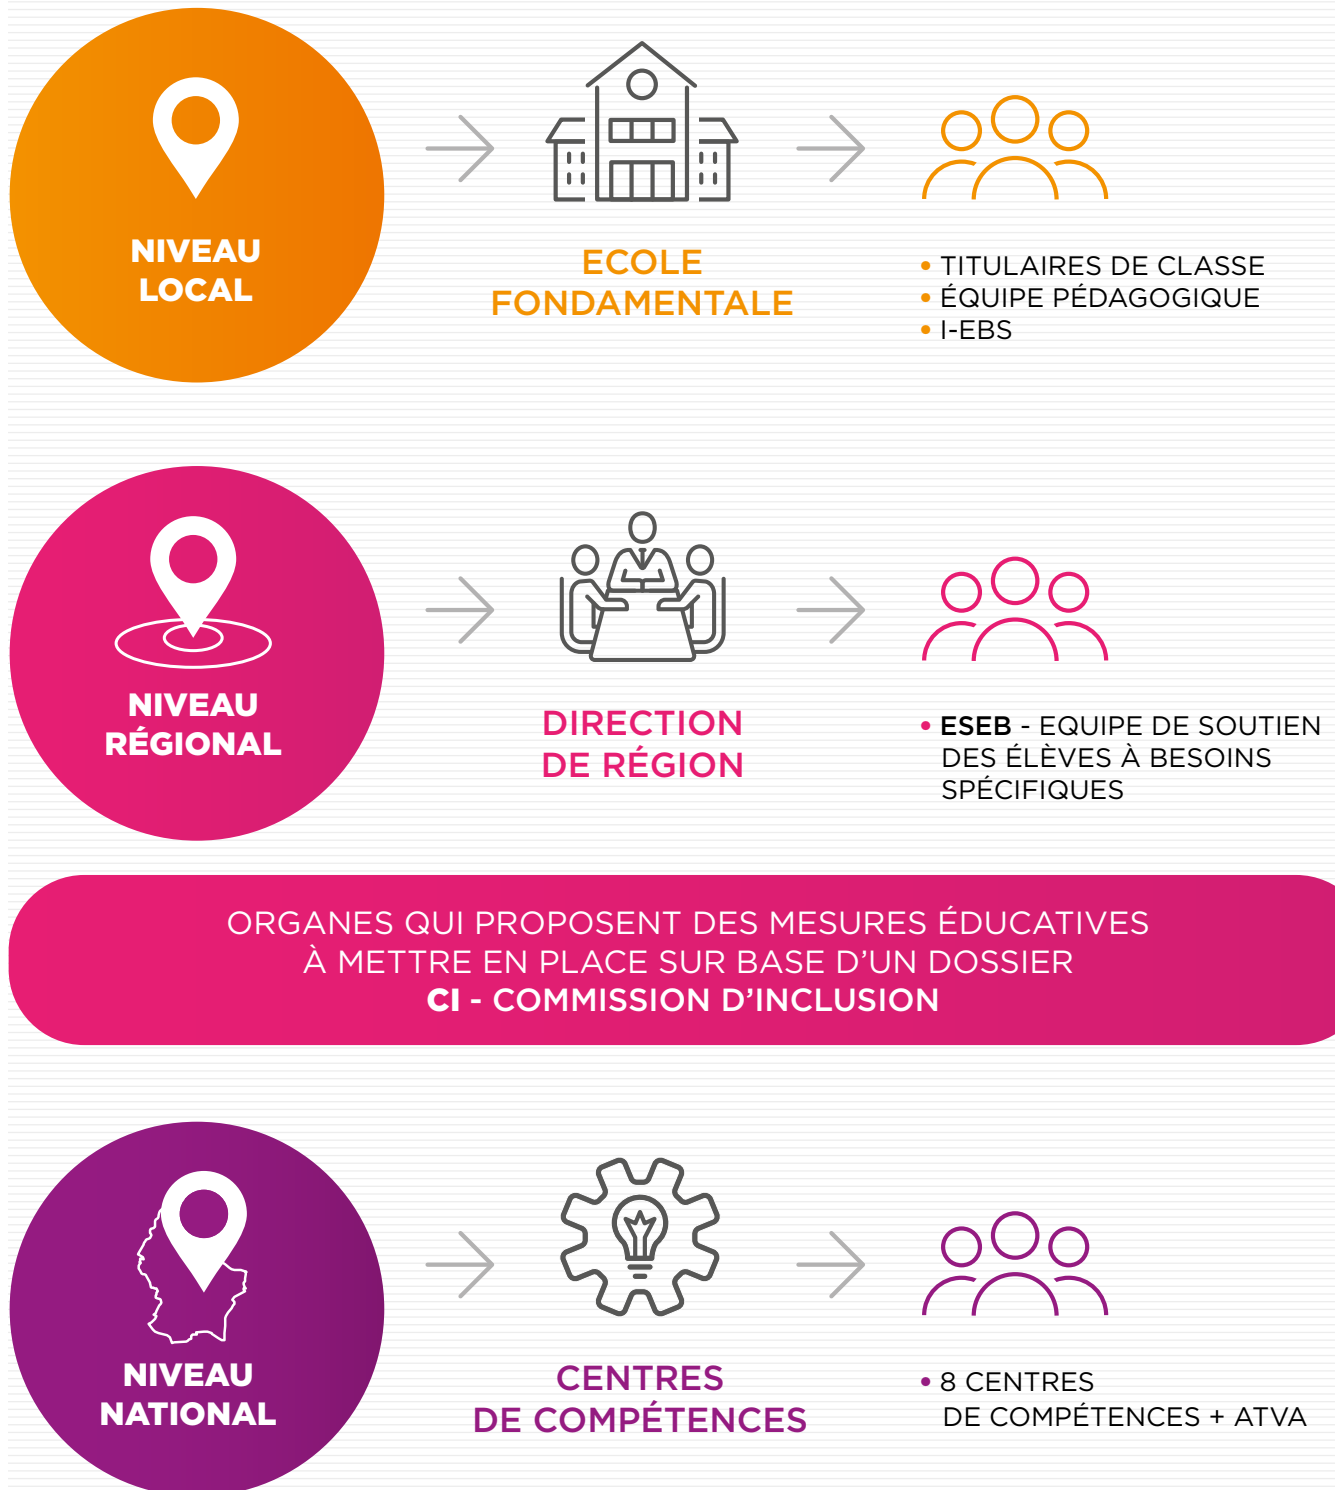 NIVEAU
LOCAL
ECOLE
FONDAMENTALE
• TITULAIRES DE CLASSE
• ÉQUIPE PÉDAGOGIQUE
• I-EBS
NIVEAU
RÉGIONAL
DIRECTION
DE RÉGION
• ESEB - EQUIPE DE SOUTIEN
DES ÉLÈVES À BESOINS
SPÉCIFIQUES
ORGANES QUI PROPOSENT DES MESURES ÉDUCATIVES
À METTRE EN PLACE SUR BASE D’UN DOSSIER
CI - COMMISSION D’INCLUSION
NIVEAU
NATIONAL
CENTRES
DE COMPÉTENCES
• 8 CENTRES
DE COMPÉTENCES + ATVA